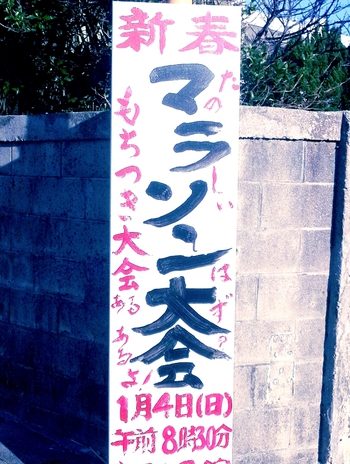 新春
たのしいはず?
マラソン大会
もちつき大会あるあるよ!
1月4日(日)
午前8時30分